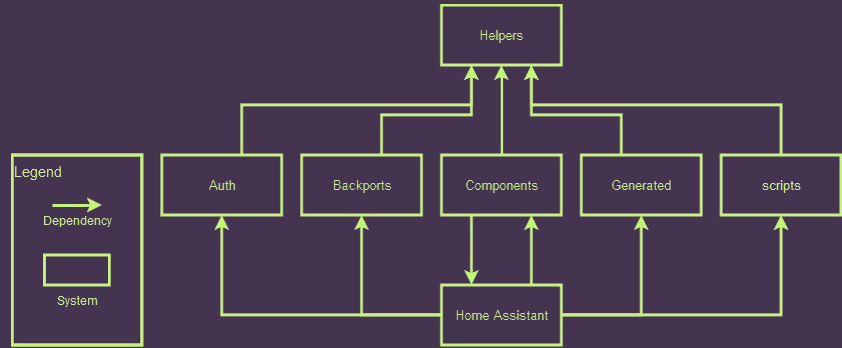 Helpers
Legend
Dependency
System
Auth
Backports
Components
Generated
scripts
Home Assistant